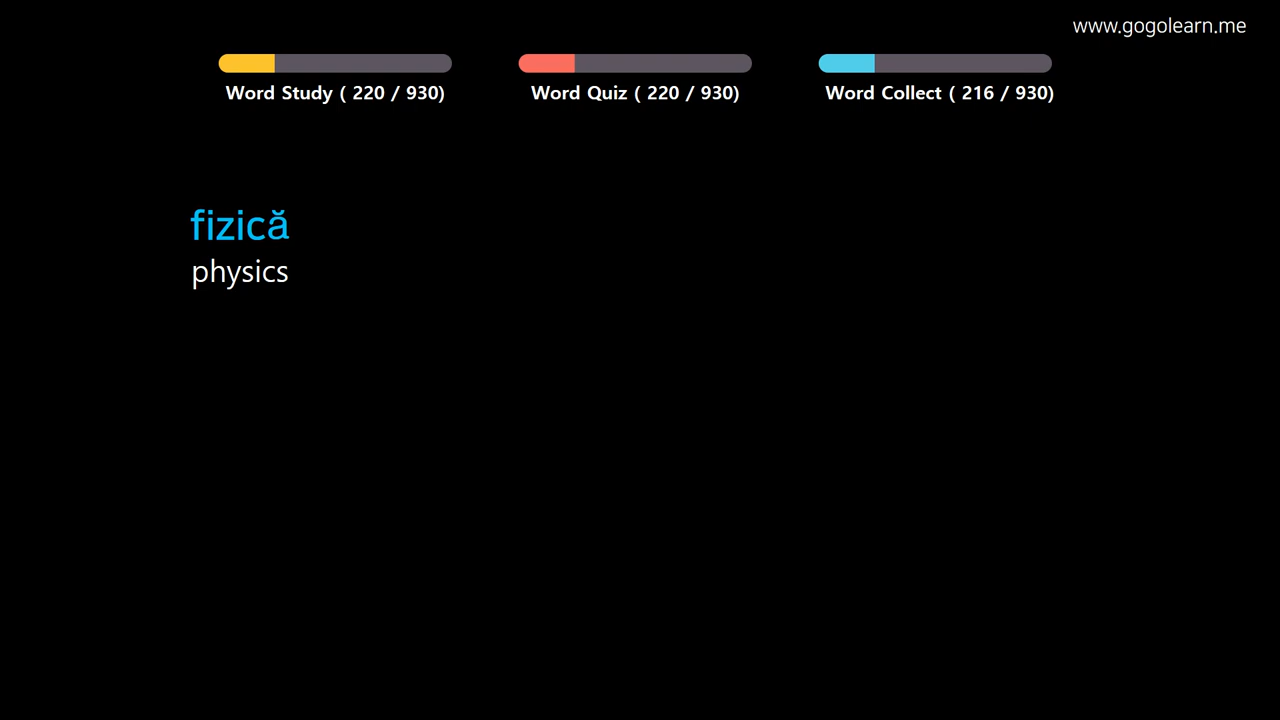 www.gogolearn.me
Word Study ( 220 / 930)
Word Quiz ( 220 / 930)
Word Collect ( 216 / 930)
fizică
physics